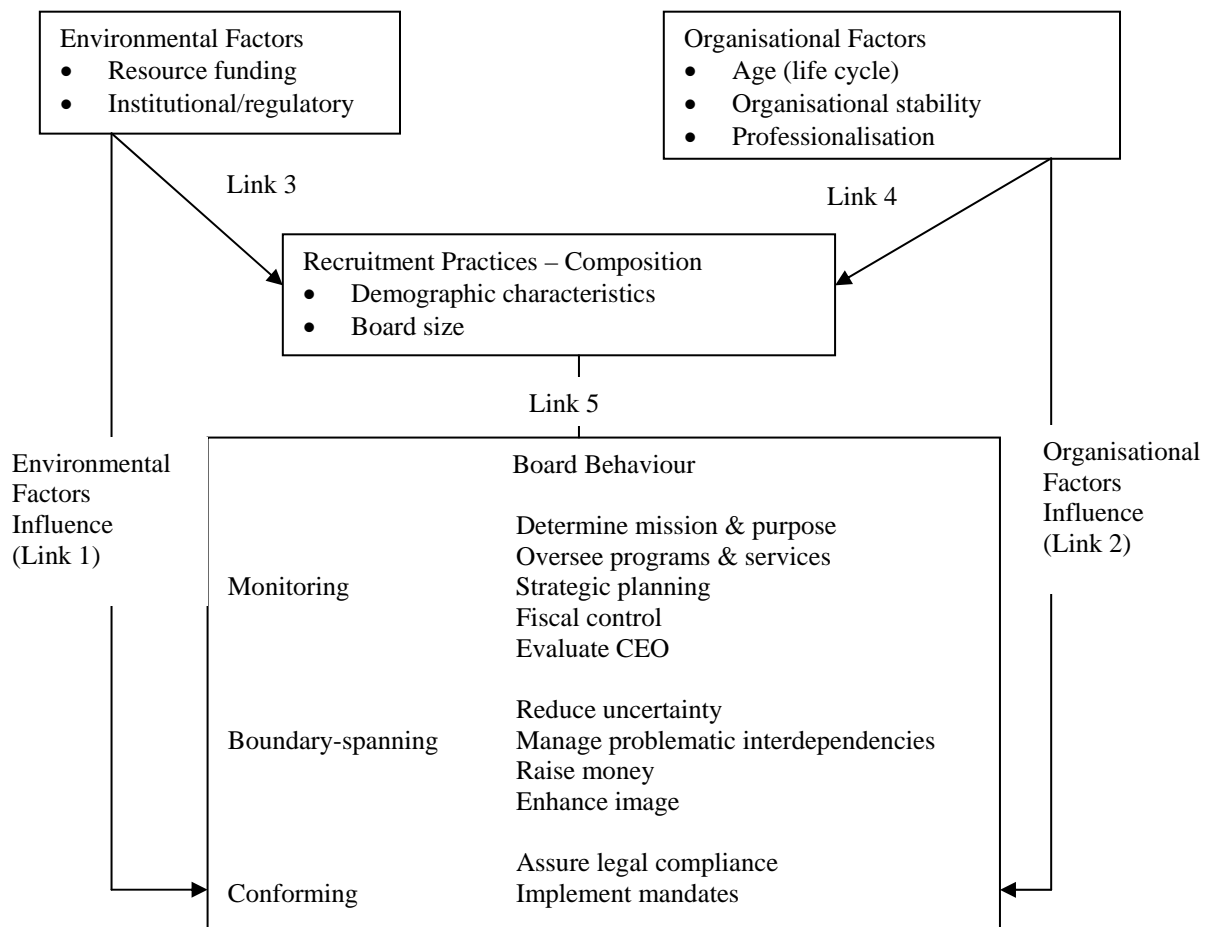 Environmental Factors
• Resource funding
• Institutional/regulatory
Organisational Factors
• Age (life cycle)
• Organisational stability
• Professionalisation
Link 3
Link 4
Recruitment Practices – Composition
• Demographic characteristics
• Board size
Link 5
Environmental
Factors
Influence
(Link 1)
Organisational
Factors
Influence
(Link 2)
Board Behaviour
Monitoring
Determine mission & purpose
Oversee programs & services
Strategic planning
Fiscal control
Evaluate CEO
Boundary-spanning
Reduce uncertainty
Manage problematic interdependencies
Raise money
Enhance image
Conforming
Assure legal compliance
Implement mandates